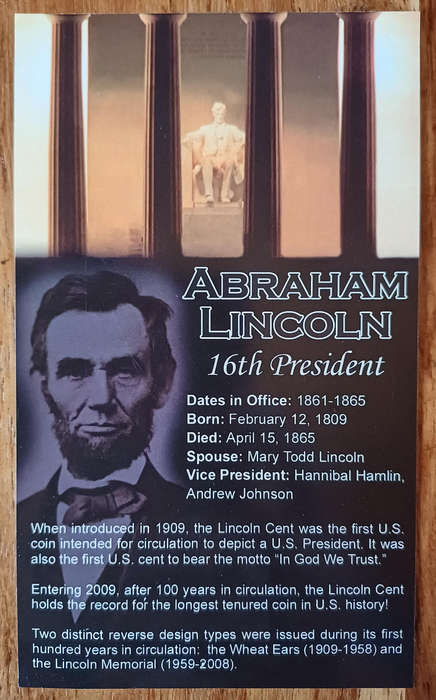 ABRAHAM
LINCOLN
16th President
Dates in Office: 1861-1865
Born: February 12, 1809
Died: April 15, 1865
Spouse: Mary Todd Lincoln
Vice President: Hannibal Hamlin,
Andrew Johnson
When introduced in 1909, the Lincoln Cent was the first U.S.
coin intended for circulation to depict a U.S. President. It was
also the first U.S. cent to bear the motto “In God We Trust.”
Entering 2009, after 100 years in circulation, the Lincoln Cent
holds the record for the longest tenured coin in U.S. history!
Two distinct reverse design types were issued during its first
hundred years in circulation: the Wheat Ears (1909-1958) and
the Lincoln Memorial (1959-2008).